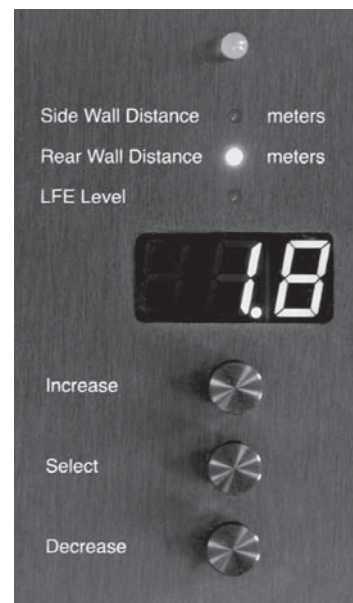 Side Wall Distance meters
Rear Wall Distance meters
LFE Level
1.8
Increase
Select
Decrease